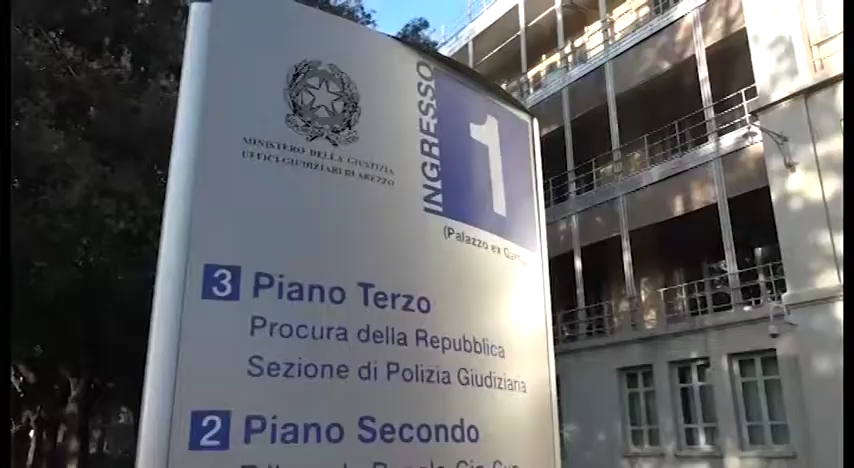 MINISTERO DELLA GIUSTIZIA
UFFICI GIUDIZIARI DI AREZZO
INGRESSO 1
(Palazzo ex
3 Piano Terzo
Procura della Repubblica
Sezione di Polizia Giudiziaria
2 Piano Secondo